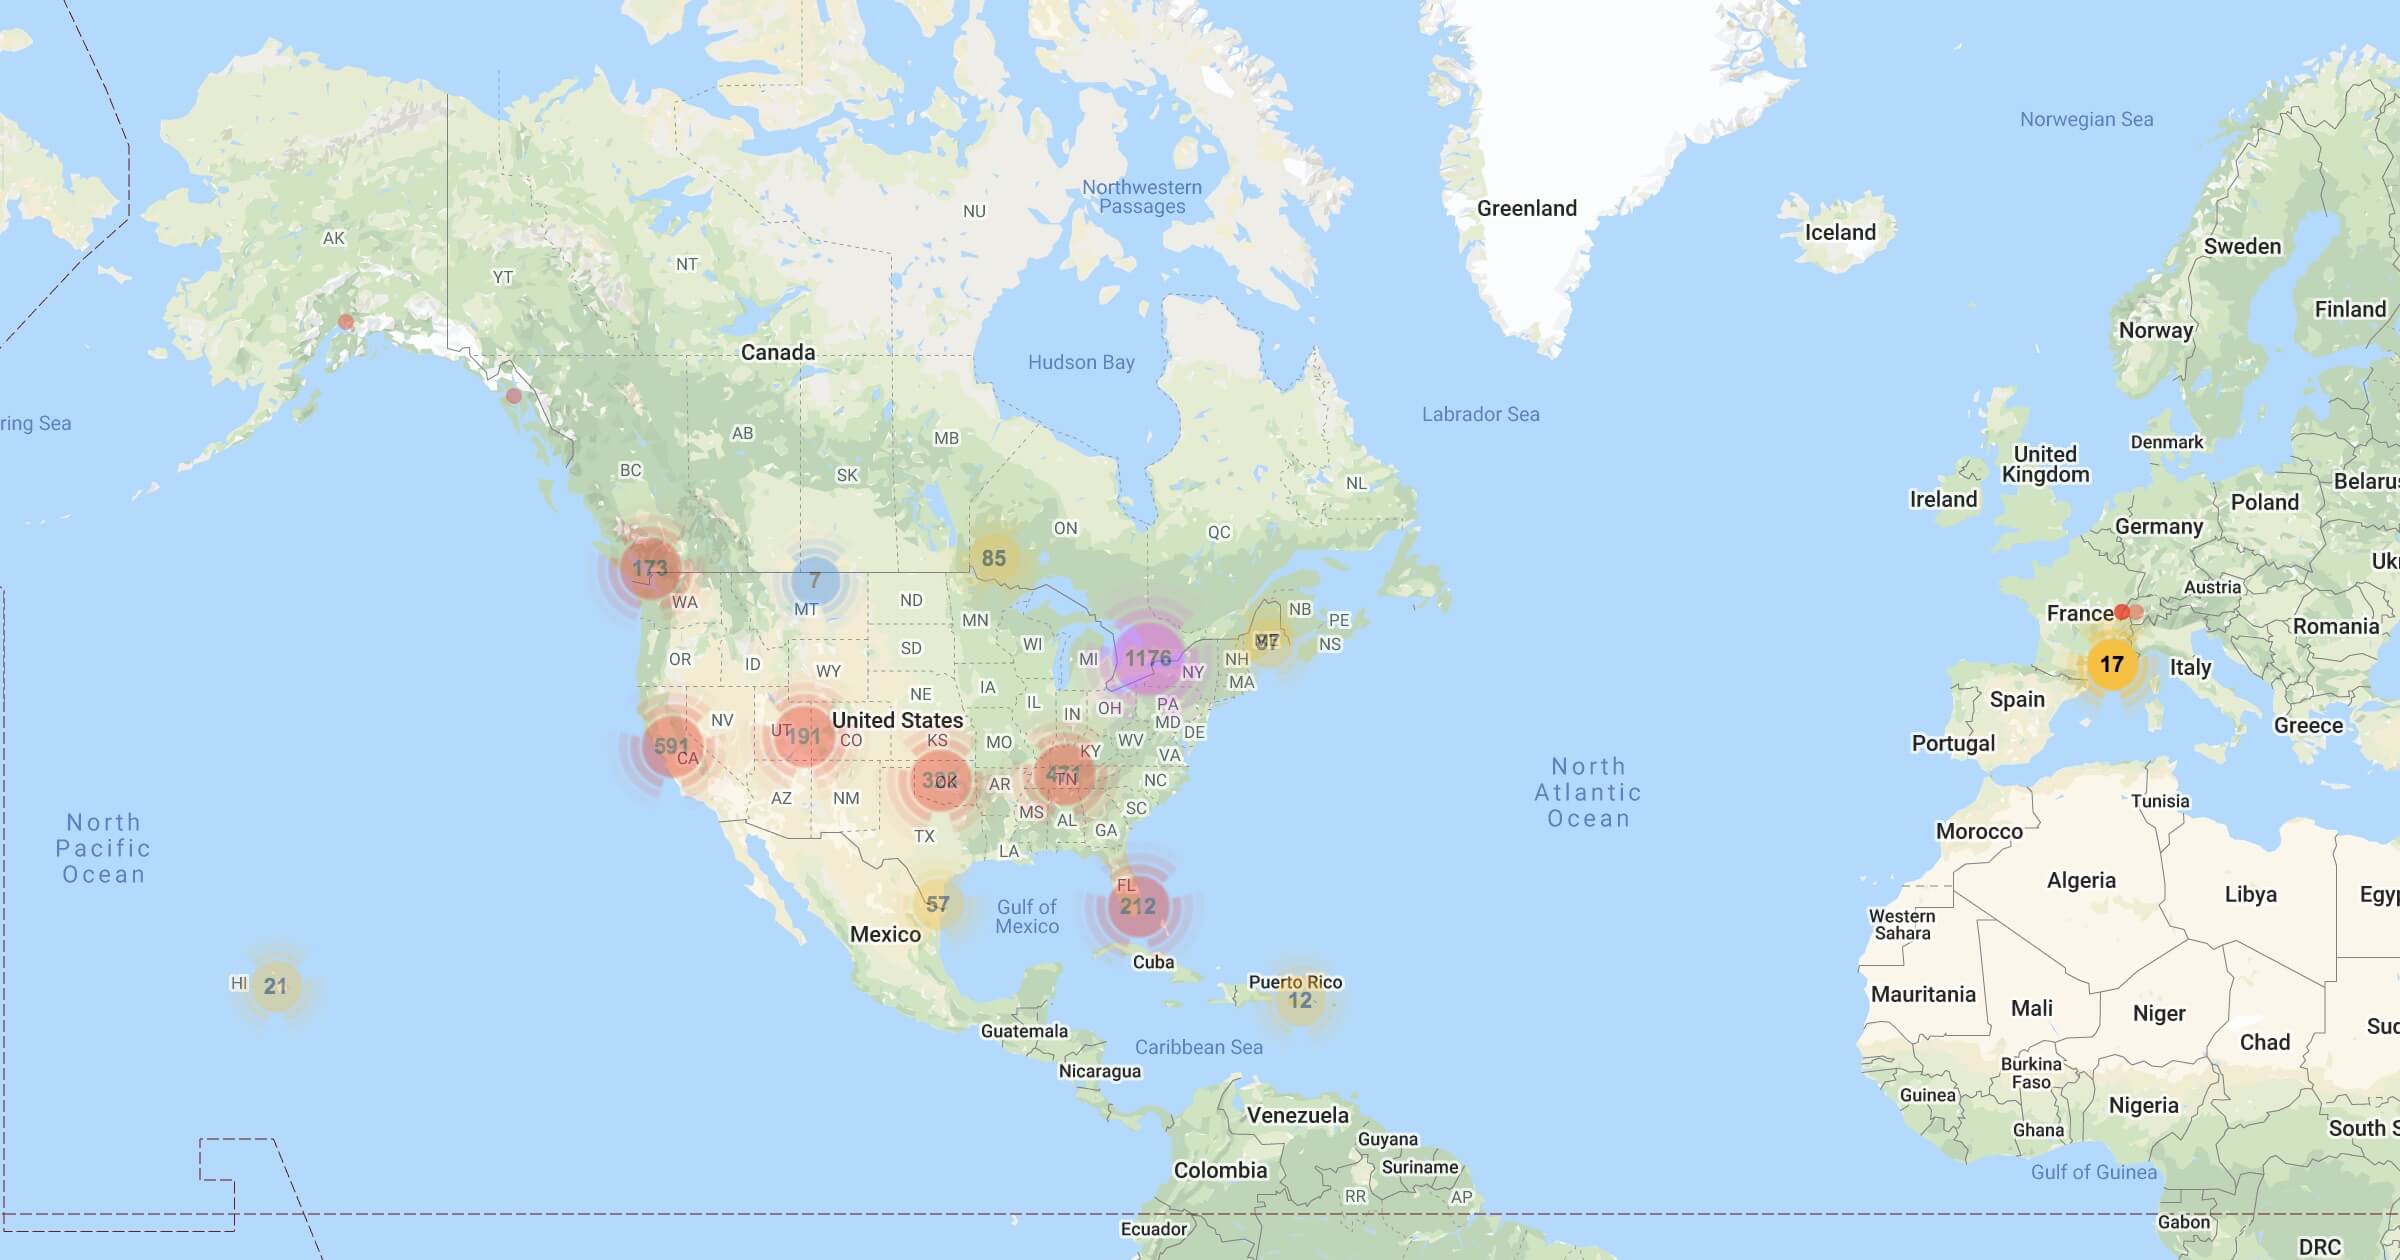 Norwegian Sea
Northwestern
Passages
NU
Greenland
Iceland
AK
Sweden
YT
NT
Finland
Norway
Canada
Hudson Bay
Labrador Sea
ring Sea
AB
MB
Denmark
BC
SK
NL
United
Kingdom
Belarus
Ireland
Poland
ON
QC
Germany
85
173
7
Ukr
Austria
WA
MT
ND
MN
NB
PE
France
Romania
OR
ID
WY
SD
WI
MI
1176
NY
NH
ME
NS
MA
17
Italy
NE
IA
IL
IN
OH
PA
MD
DE
Spain
NV
UT
191
United States
CO
KS
MO
WV
KY
VA
Greece
Portugal
591
CA
OK
AR
TN
NC
North
Pacific
Ocean
North
Atlantic
Ocean
AZ
NM
TX
MS
AL
GA
SC
LA
Tunisia
Morocco
Algeria
Libya
Egyp
FL
212
57
Gulf of
Mexico
Mexico
Western
Sahara
Cuba
HI
21
Puerto Rico
12
Mauritania
Mali
Niger
Chad
Sud
Guatemala
Caribbean Sea
Nicaragua
Burkina
Faso
Guinea
Nigeria
Venezuela
Guyana
Ghana
South S
Colombia
Suriname
Gulf of Guinea
RR
AP
Ecuador
Gabon
DRC